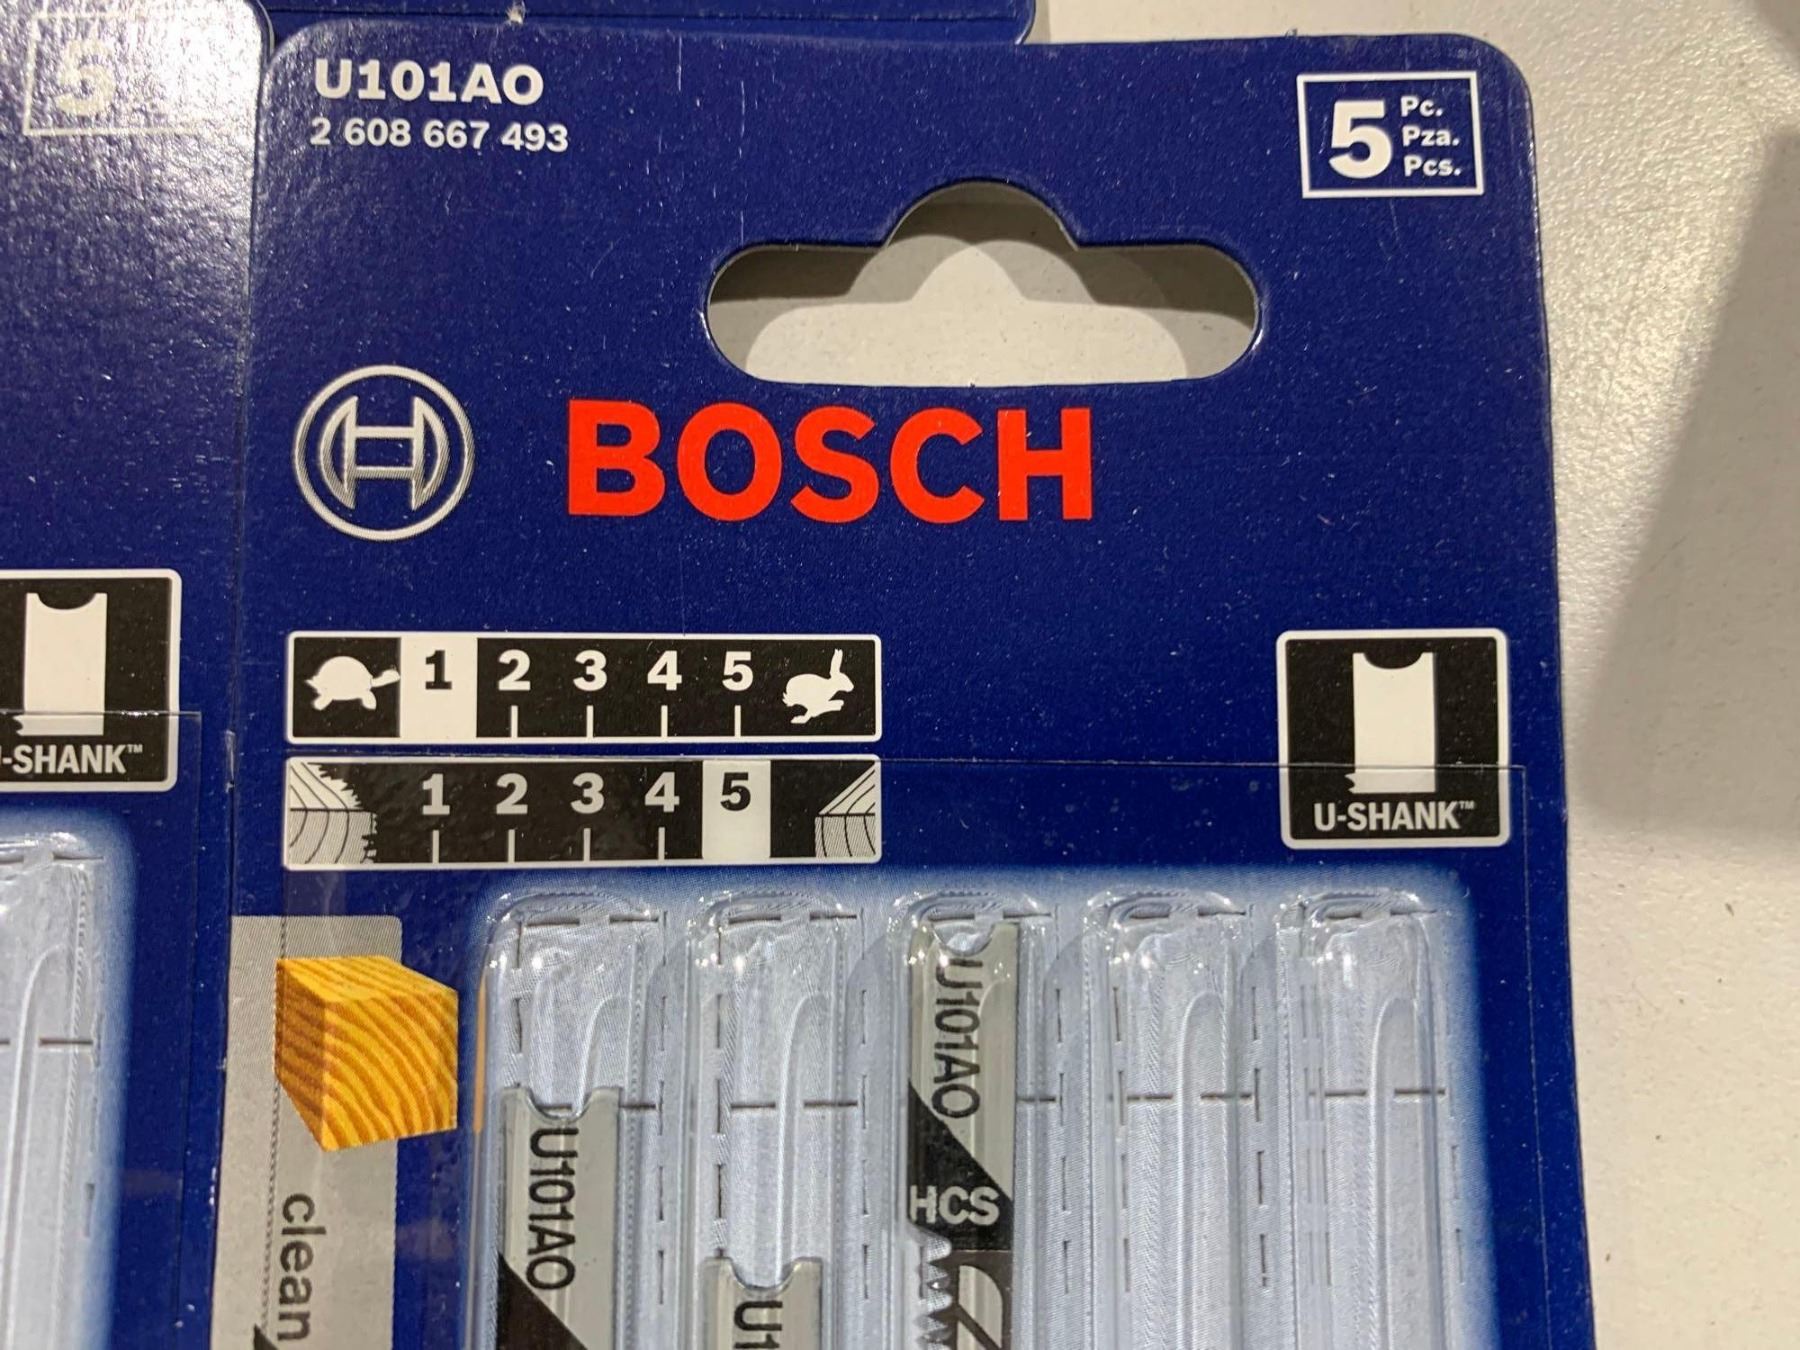 5
U101AO
2 608 667 493
5 Pc.
Pza.
Pcs.
BOSCH
1 2 3 4 5
1 2 3 4 5
-SHANK™
U-SHANK™
clean
U101AO
U1
U101AO
HCS